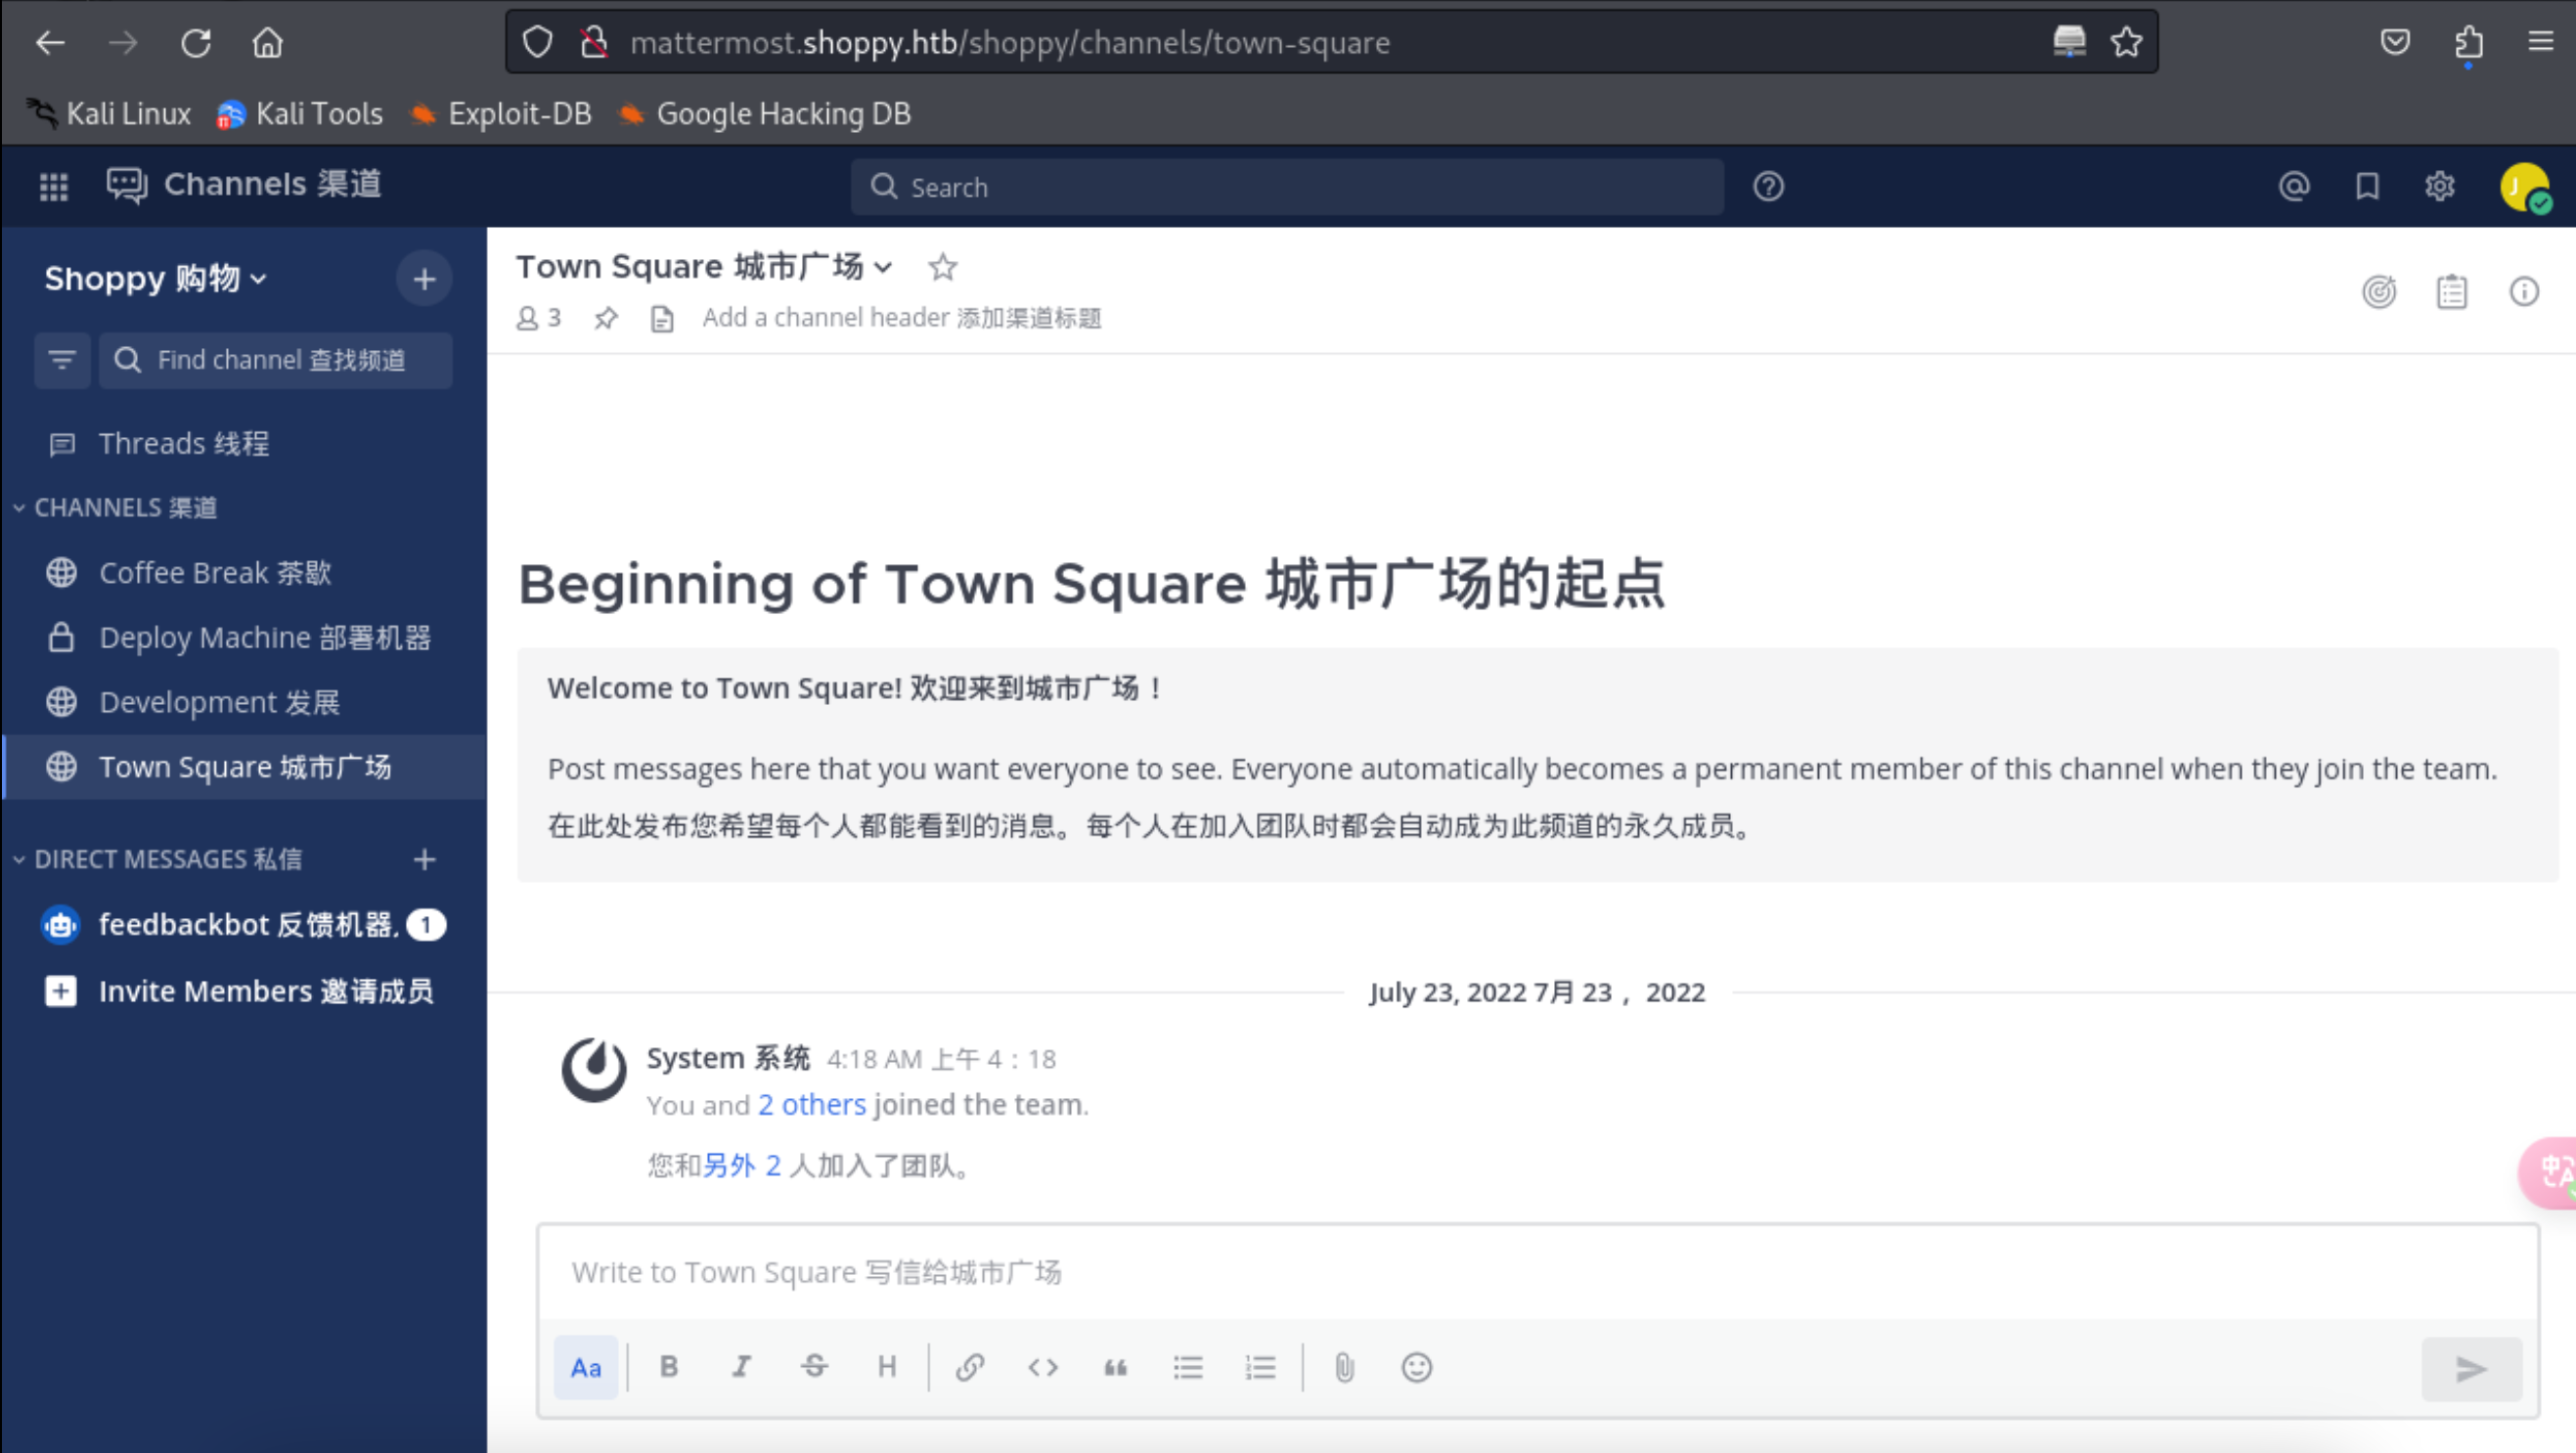 mattermost.shoppy.htb/shoppy/channels/town-square
Kali Linux Kali Tools Exploit-DB Google Hacking DB
Channels 渠道
Search
J
Shoppy 购物
Find channel 查找频道
Threads 线程
CHANNELS 渠道
Coffee Break 茶歇
Deploy Machine 部署机器
Development 发展
Town Square 城市广场
DIRECT MESSAGES 私信
feedbackbot 反馈机器. 1
Invite Members 邀请成员
Town Square 城市广场
3 Add a channel header 添加渠道标题
Beginning of Town Square 城市广场的起点
Welcome to Town Square! 欢迎来到城市广场！
Post messages here that you want everyone to see. Everyone automatically becomes a permanent member of this channel when they join the team.
在此处发布您希望每个人都能看到的消息。每个人在加入团队时都会自动成为此频道的永久成员。
July 23, 2022 7月 23 ，2022
System 系统 4:18 AM 上午 4：18
You and 2 others joined the team.
您和另外 2 人加入了团队。
Write to Town Square 写信给城市广场
Aa B I S H